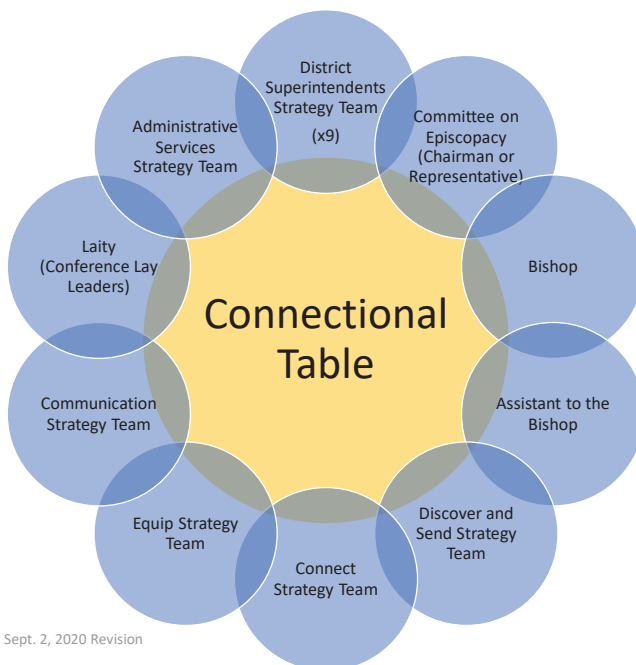 District
Superintendents
Strategy Team
(x9)
Committee on
Episcopacy
(Chairman or
Representative)
Bishop
Assistant to the
Bishop
Discover and
Send Strategy
Team
Connect
Strategy Team
Equip Strategy
Team
Communication
Strategy Team
Laity
(Conference Lay
Leaders)
Administrative
Services
Strategy Team
Connectional
Table
Sept. 2, 2020 Revision